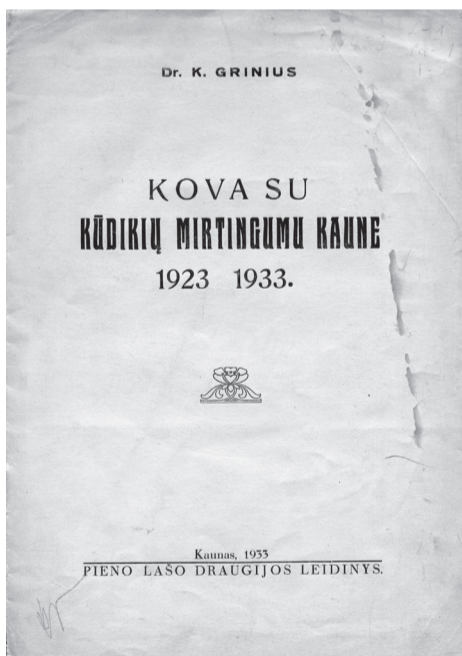 Dr. K. GRINIUS
KOVA SU
KŪDIKIŲ MIRTINGUMU KAUNE
1923 1933.
Kaunas, 1933
PIENO LAŠO DRAUGIJOS LEIDINYS.